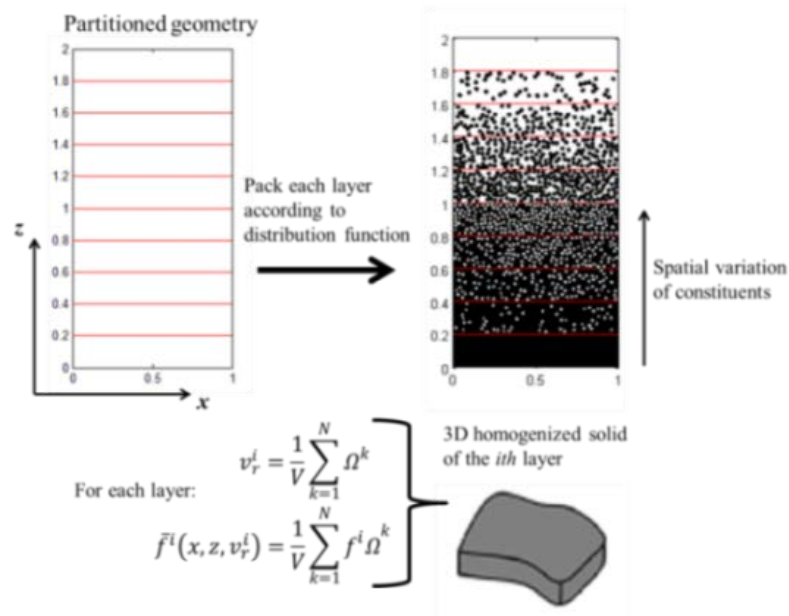 Partitioned geometry
2
1.8
1.6
1.4
1.2
1
0.8
0.6
0.4
0.2
0
0 0.5 1
z
x
Pack each layer
according to
distribution function
2
1.8
1.6
1.4
1.2
1
0.8
0.6
0.4
0.2
0
0 0.5 1
Spatial variation
of constituents
For each layer:
v_r^i = \frac{1}{V} \sum_{k=1}^{N} Ω^k
\bar{f}^i(x, z, v_r^i) = \frac{1}{V} \sum_{k=1}^{N} f^i Ω^k
3D homogenized solid
of the ith layer